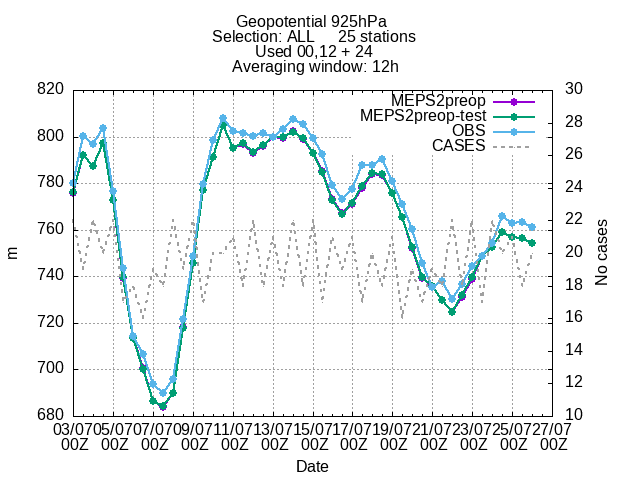 Geopotential 925hPa
Selection: ALL 25 stations
Used 00,12 + 24
Averaging window: 12h
820 30
MEPS2preop
800 28
MEPS2preop-test
OBS
CASES
26
780 24
760 22
m No cases
20
740 18
720 16
14
700 12
680 10
03/07 05/07 07/07 09/07 11/07 13/07 15/07 17/07 19/07 21/07 23/07 25/07 27/07
00Z 00Z 00Z 00Z 00Z 00Z 00Z 00Z 00Z 00Z 00Z 00Z 00Z
Date